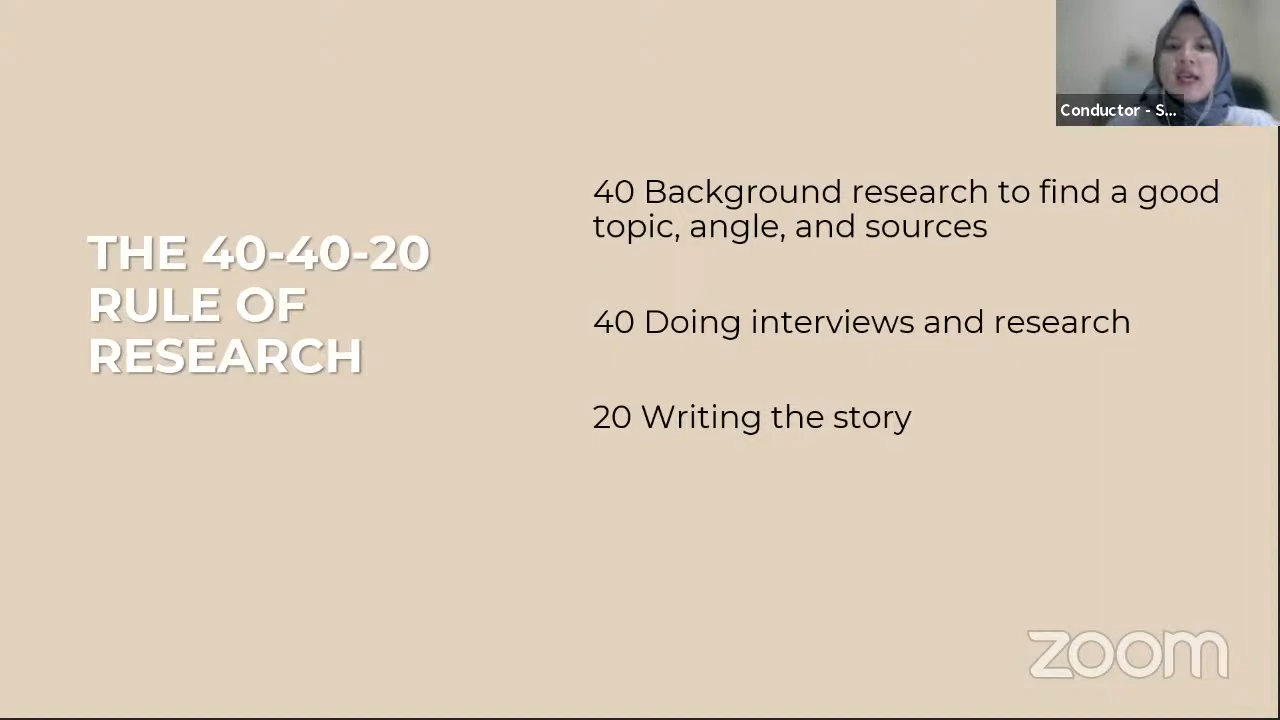 Conductor - S...
THE 40-40-20
RULE OF
RESEARCH
40 Background research to find a good
topic, angle, and sources
40 Doing interviews and research
20 Writing the story
zoom